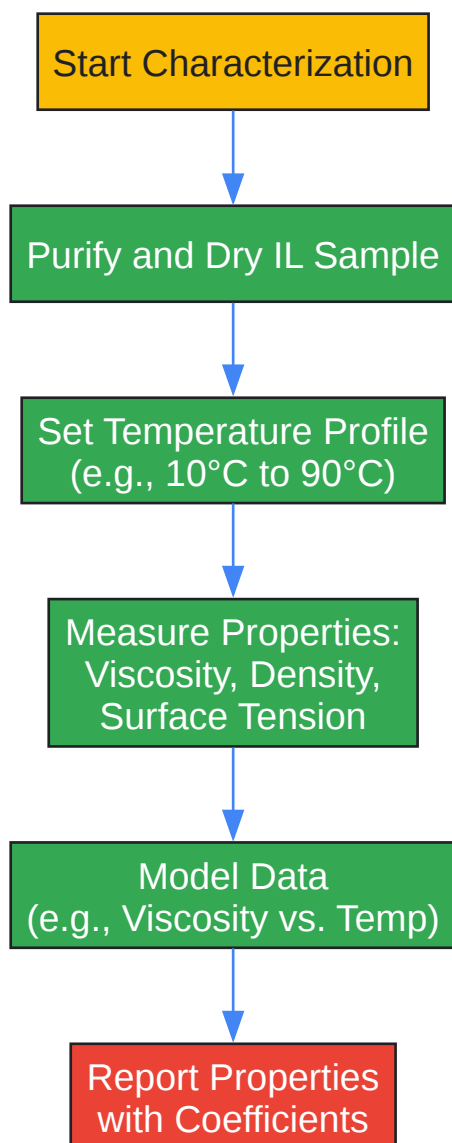 Start Characterization
Purify and Dry IL Sample
Set Temperature Profile
(e.g., 10°C to 90°C)
Measure Properties:
Viscosity, Density,
Surface Tension
Model Data
(e.g., Viscosity vs. Temp)
Report Properties
with Coefficients